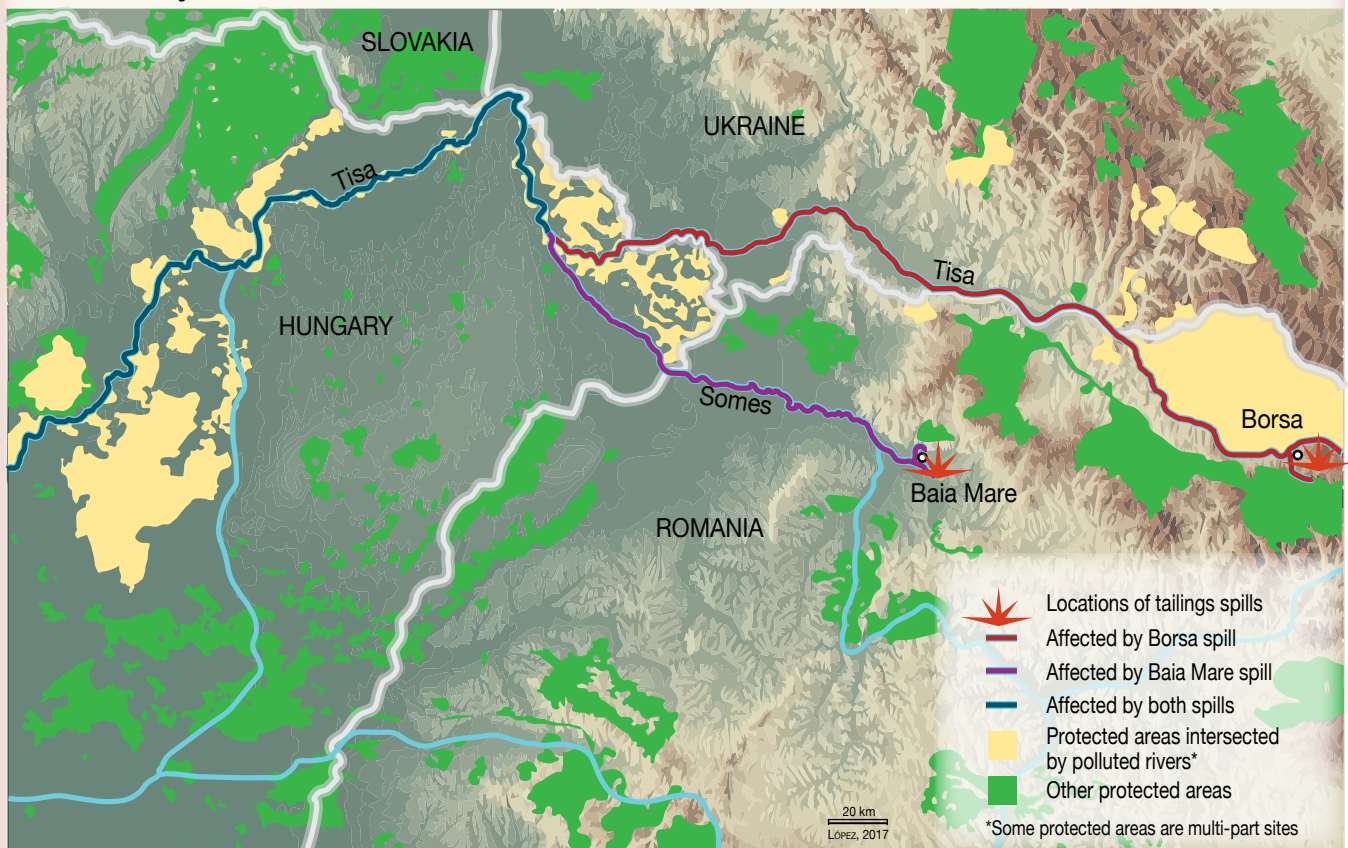 SLOVAKIA
UKRAINE
Tisa
Tisa
HUNGARY
Somes
Borsa
Baia Mare
ROMANIA
Locations of tailings spills
Affected by Borsa spill
Affected by Baia Mare spill
Affected by both spills
Protected areas intersected
by polluted rivers*
Other protected areas
20 km
LÓPEZ, 2017
*Some protected areas are multi-part sites